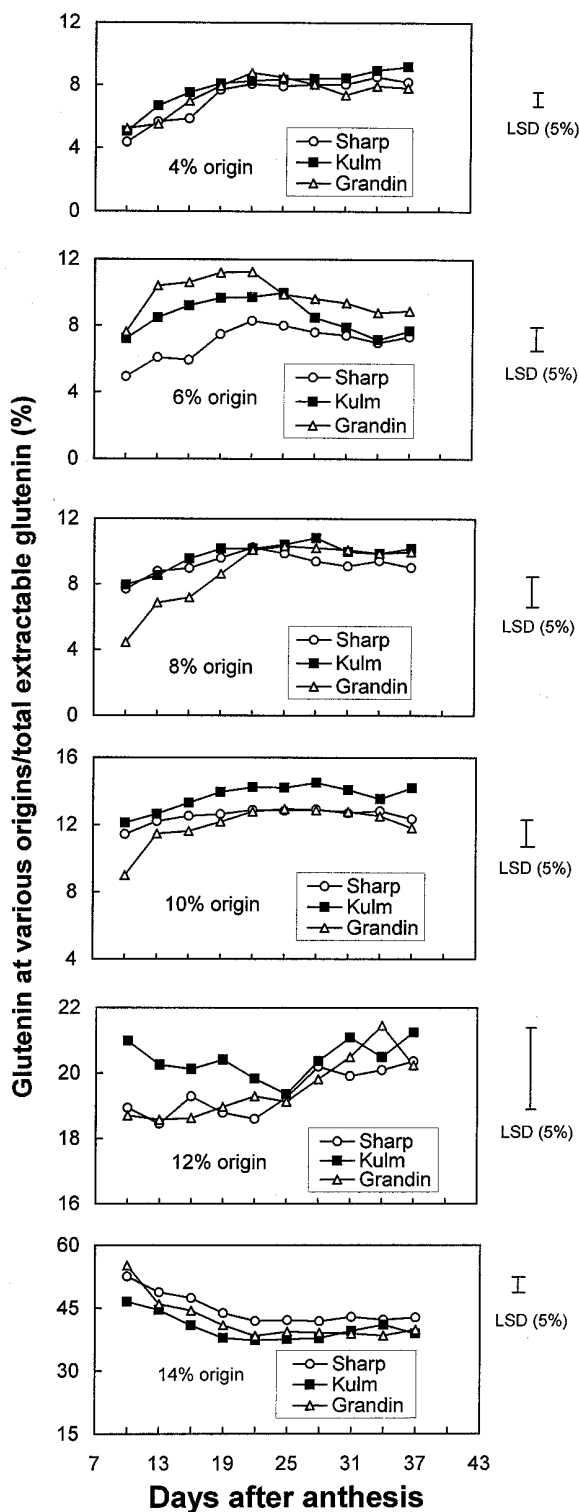 Glutenin at various origins/total extractable glutenin (%)
12
8
4
0
4% origin
Sharp
Kulm
Grandin
LSD (5%)
12
8
4
0
6% origin
Sharp
Kulm
Grandin
LSD (5%)
12
8
4
0
8% origin
Sharp
Kulm
Grandin
LSD (5%)
16
12
8
4
10% origin
Sharp
Kulm
Grandin
LSD (5%)
22
20
18
16
12% origin
Sharp
Kulm
Grandin
LSD (5%)
60
45
30
15
14% origin
Sharp
Kulm
Grandin
LSD (5%)
7 13 19 25 31 37 43
Days after anthesis